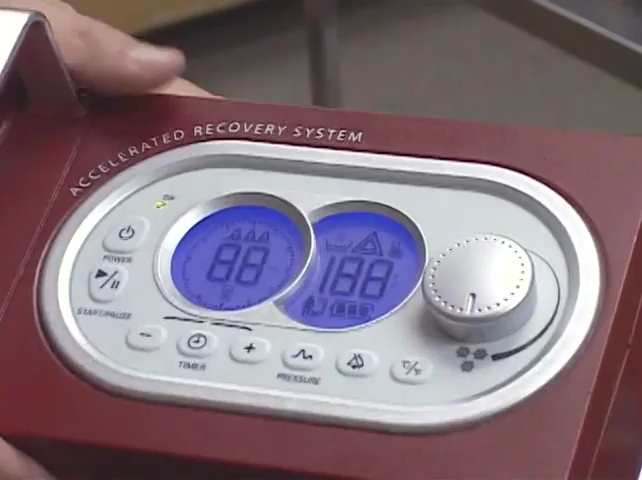 ACCELERATED RECOVERY SYSTEM
88
188
POWER
START/PAUSE
-
+
TIMER
PRESSURE
°C/°F